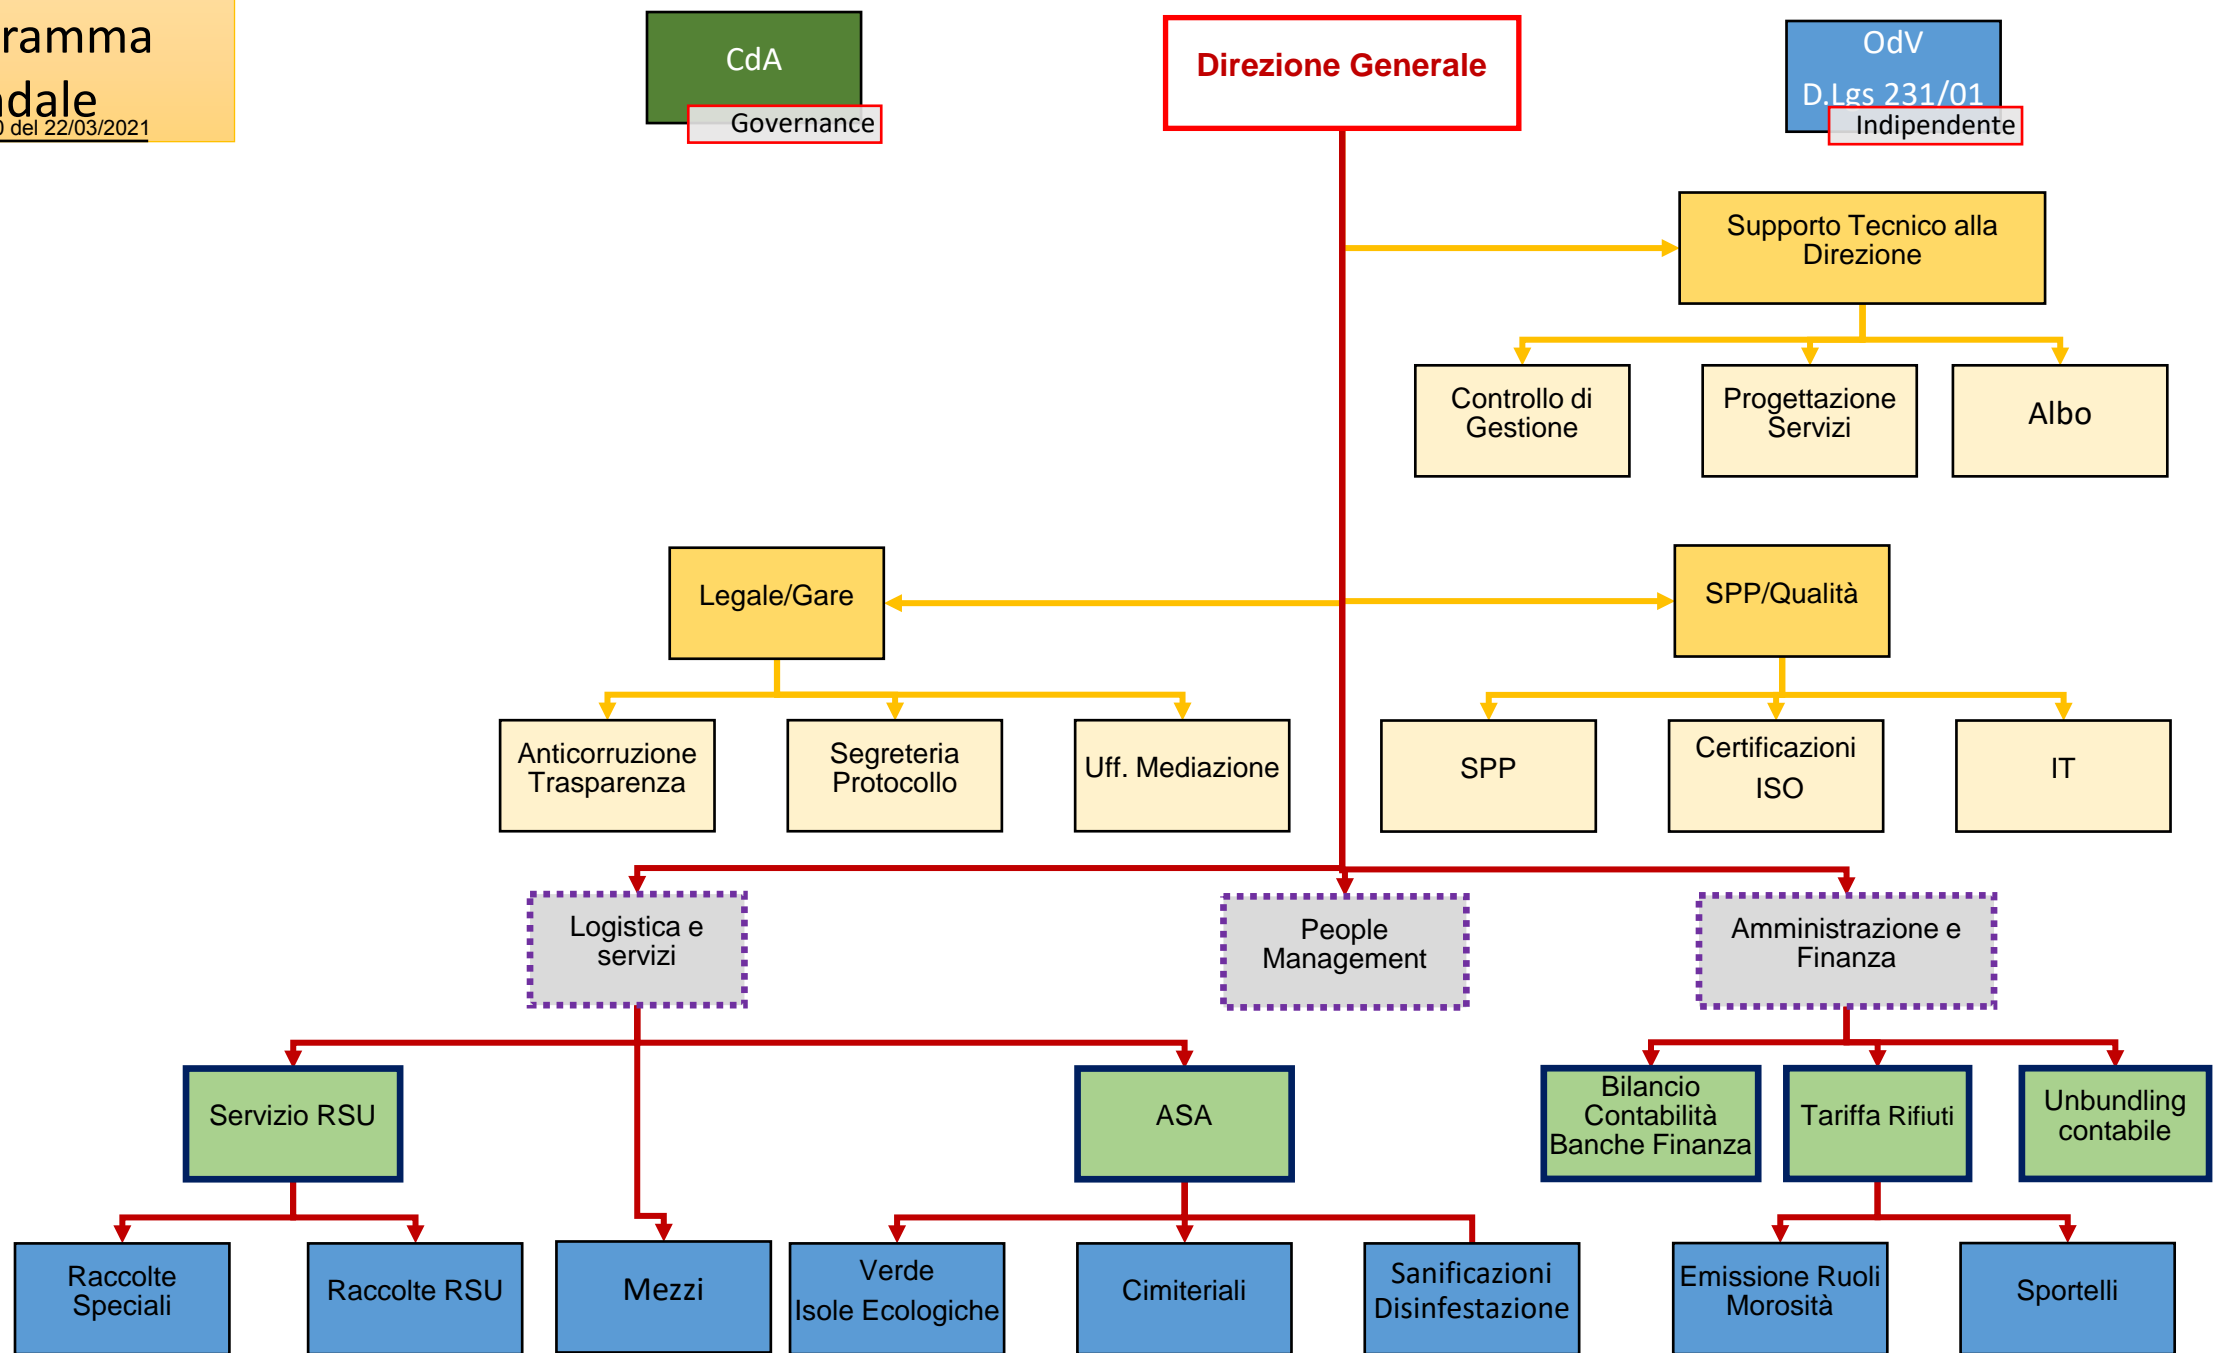 CdA
Governance
Direzione Generale
OdV
D.Lgs 231/01
Indipendente
del 22/03/2021
Supporto Tecnico alla
Direzione
Controllo di
Gestione
Progettazione
Servizi
Albo
Legale/Gare
SPP/Qualità
Anticorruzione
Trasparenza
Segreteria
Protocollo
Uff. Mediazione
SPP
Certificazioni
ISO
IT
Logistica e
servizi
People
Management
Amministrazione e
Finanza
Servizio RSU
ASA
Bilancio
Contabilità
Banche Finanza
Tariffa Rifiuti
Unbundling
contabile
Raccolte
Speciali
Raccolte RSU
Mezzi
Verde
Isole Ecologiche
Cimiteriali
Sanificazioni
Disinfestazione
Emissione Ruoli
Morosità
Sportelli